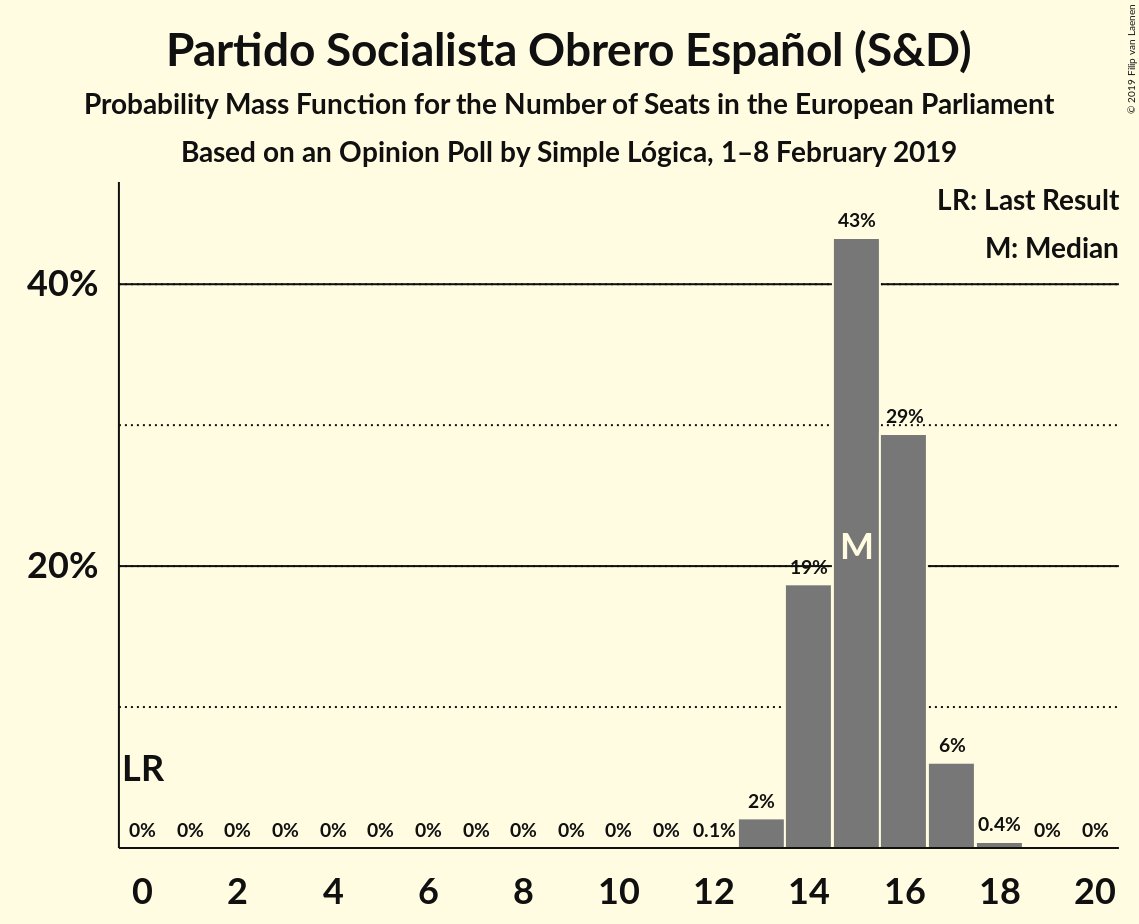 Partido Socialista Obrero Español (S&D)
Probability Mass Function for the Number of Seats in the European Parliament
Based on an Opinion Poll by Simple Lógica, 1–8 February 2019
© 2019 Filip van Laenen
LR: Last Result
M: Median
43%
40%
29%
M
20%
19%
6%
LR
2%
0% 0% 0% 0% 0% 0% 0% 0% 0% 0% 0% 0% 0.1% 0.4% 0% 0%
0 2 4 6 8 10 12 14 16 18 20